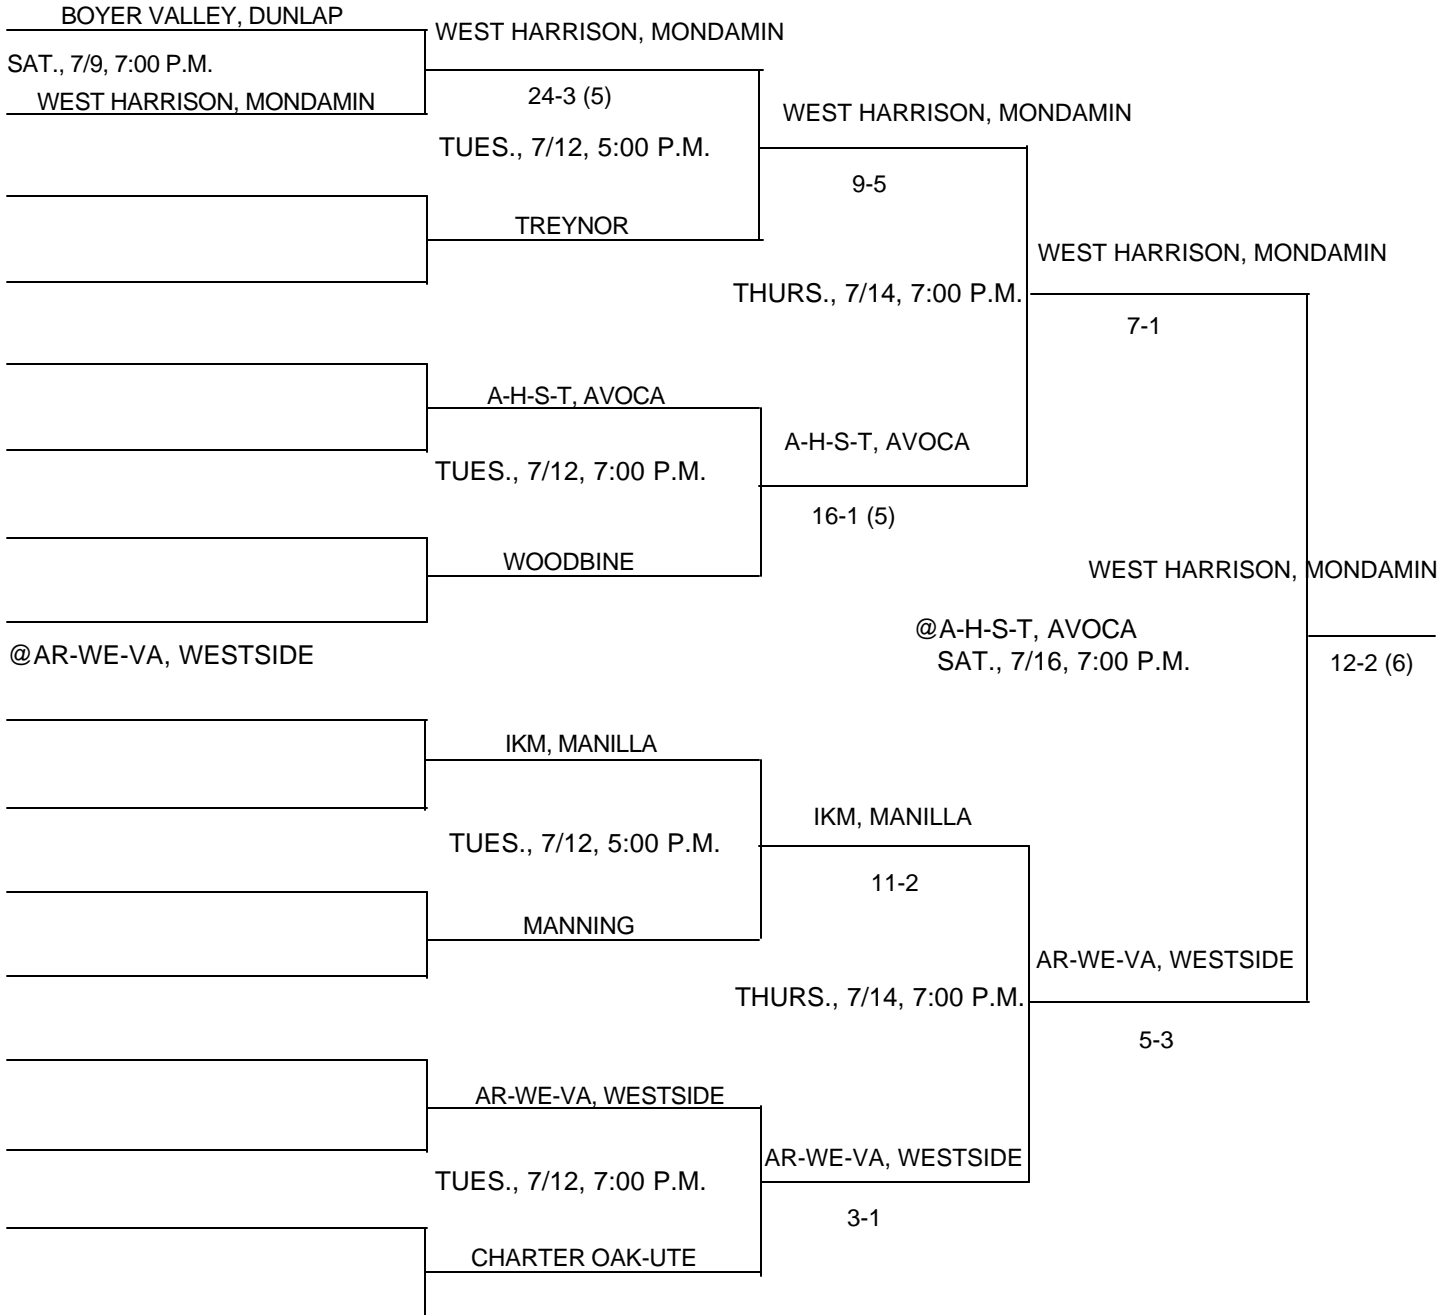 BOYER VALLEY, DUNLAP
WEST HARRISON, MONDAMIN
SAT., 7/9, 7:00 P.M.
WEST HARRISON, MONDAMIN
24-3 (5)
WEST HARRISON, MONDAMIN
TUES., 7/12, 5:00 P.M.
9-5
TREYNOR
WEST HARRISON, MONDAMIN
THURS., 7/14, 7:00 P.M.
7-1
A-H-S-T, AVOCA
A-H-S-T, AVOCA
TUES., 7/12, 7:00 P.M.
16-1 (5)
WOODBINE
WEST HARRISON, MONDAMIN
@A-H-S-T, AVOCA
@AR-WE-VA, WESTSIDE
SAT., 7/16, 7:00 P.M.
12-2 (6)
IKM, MANILLA
IKM, MANILLA
TUES., 7/12, 5:00 P.M.
11-2
MANNING
AR-WE-VA, WESTSIDE
THURS., 7/14, 7:00 P.M.
5-3
AR-WE-VA, WESTSIDE
AR-WE-VA, WESTSIDE
TUES., 7/12, 7:00 P.M.
3-1
CHARTER OAK-UTE